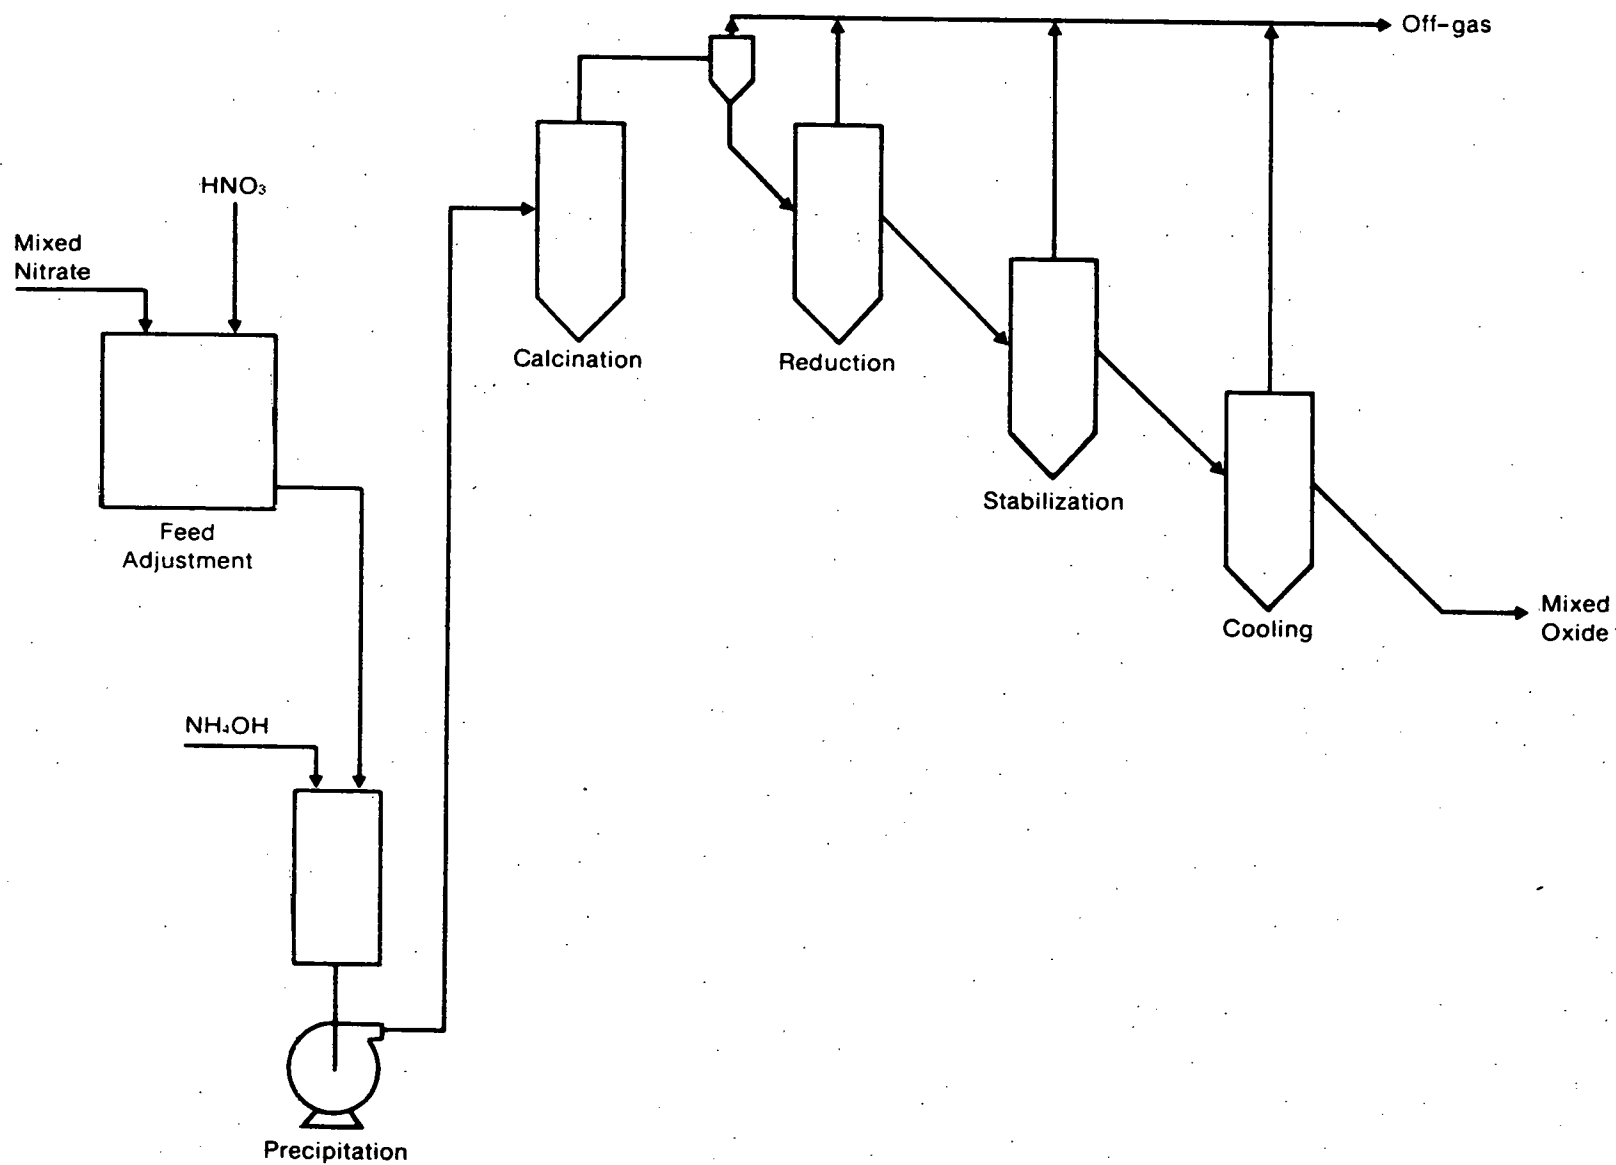 Off-gas
HNO₃
Mixed
Nitrate
Calcination
Reduction
Stabilization
Feed
Adjustment
Mixed
Oxide
Cooling
NH₄OH
Precipitation